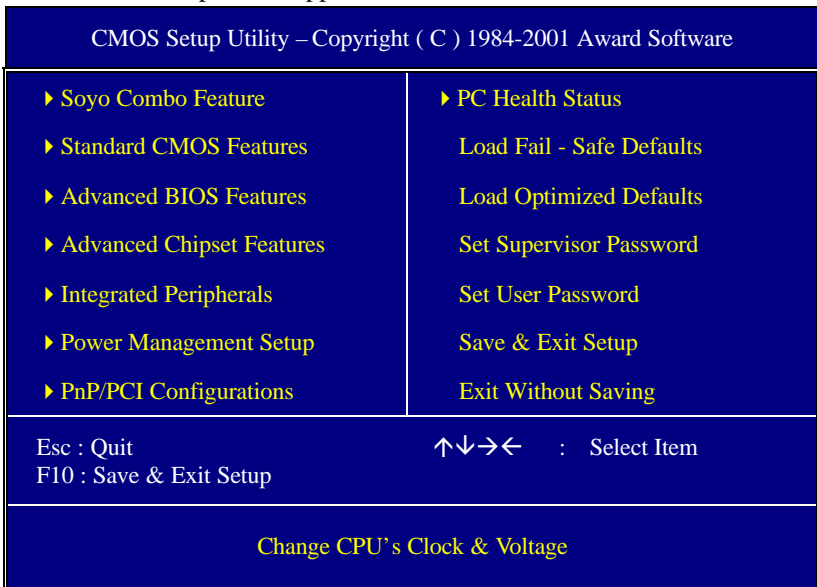 CMOS Setup Utility – Copyright ( C ) 1984-2001 Award Software
Soyo Combo Feature
Standard CMOS Features
Advanced BIOS Features
Advanced Chipset Features
Integrated Peripherals
Power Management Setup
PnP/PCI Configurations
PC Health Status
Load Fail - Safe Defaults
Load Optimized Defaults
Set Supervisor Password
Set User Password
Save & Exit Setup
Exit Without Saving
Esc : Quit
F10 : Save & Exit Setup
↑↓→← : Select Item
Change CPU's Clock & Voltage